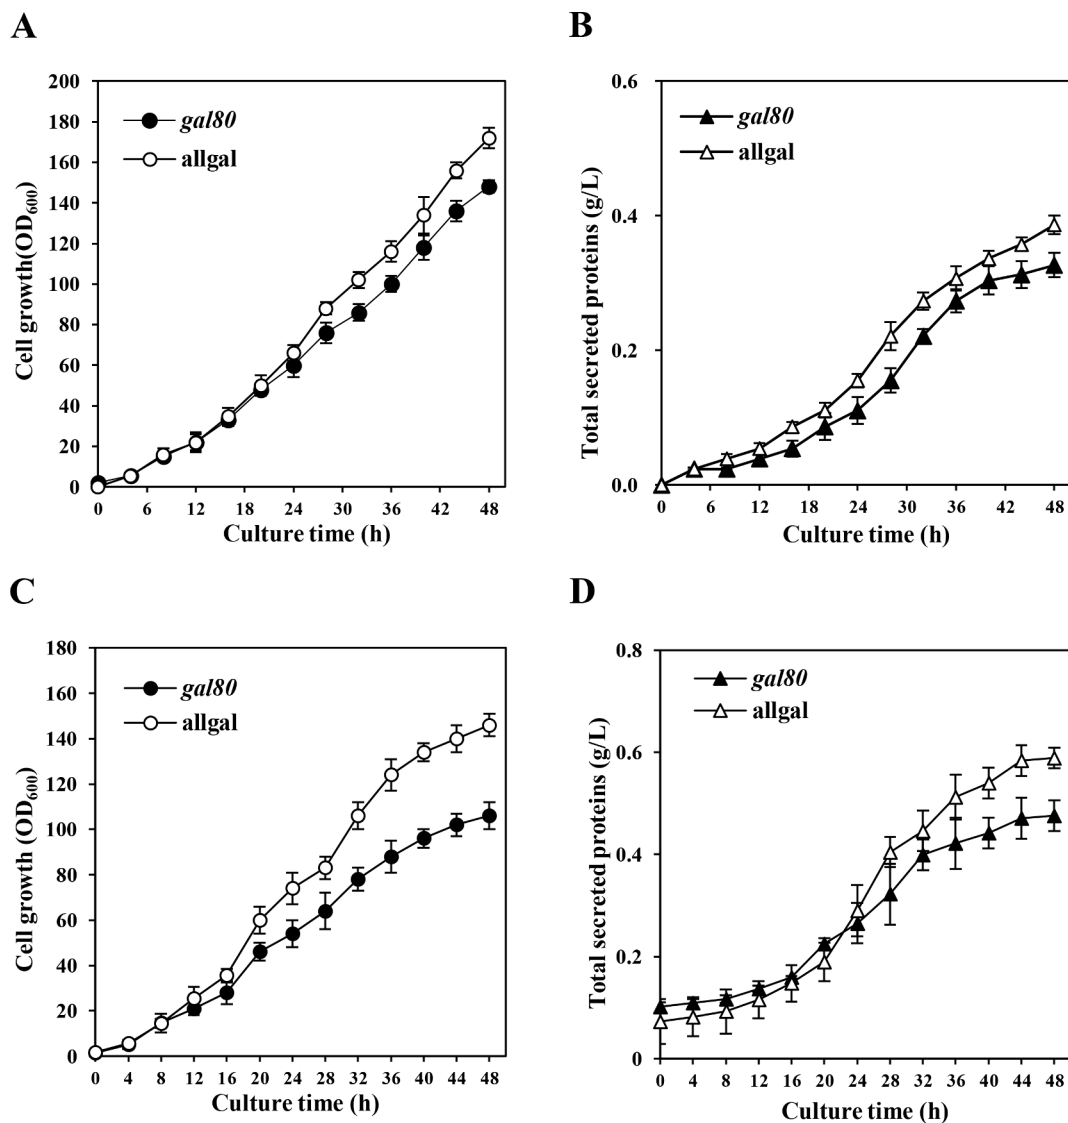 A
Cell growth(OD600)
200
180
160
140
120
100
80
60
40
20
0
gal80
allgal
0 6 12 18 24 30 36 42 48
Culture time (h)
B
Total secreted proteins (g/L)
0.6
0.4
0.2
0.0
gal80
allgal
0 6 12 18 24 30 36 42 48
Culture time (h)
C
Cell growth (OD600)
180
160
140
120
100
80
60
40
20
0
gal80
allgal
0 4 8 12 16 20 24 28 32 36 40 44 48
Culture time (h)
D
Total secreted proteins (g/L)
0.8
0.6
0.4
0.2
0
gal80
allgal
0 4 8 12 16 20 24 28 32 36 40 44 48
Culture time (h)